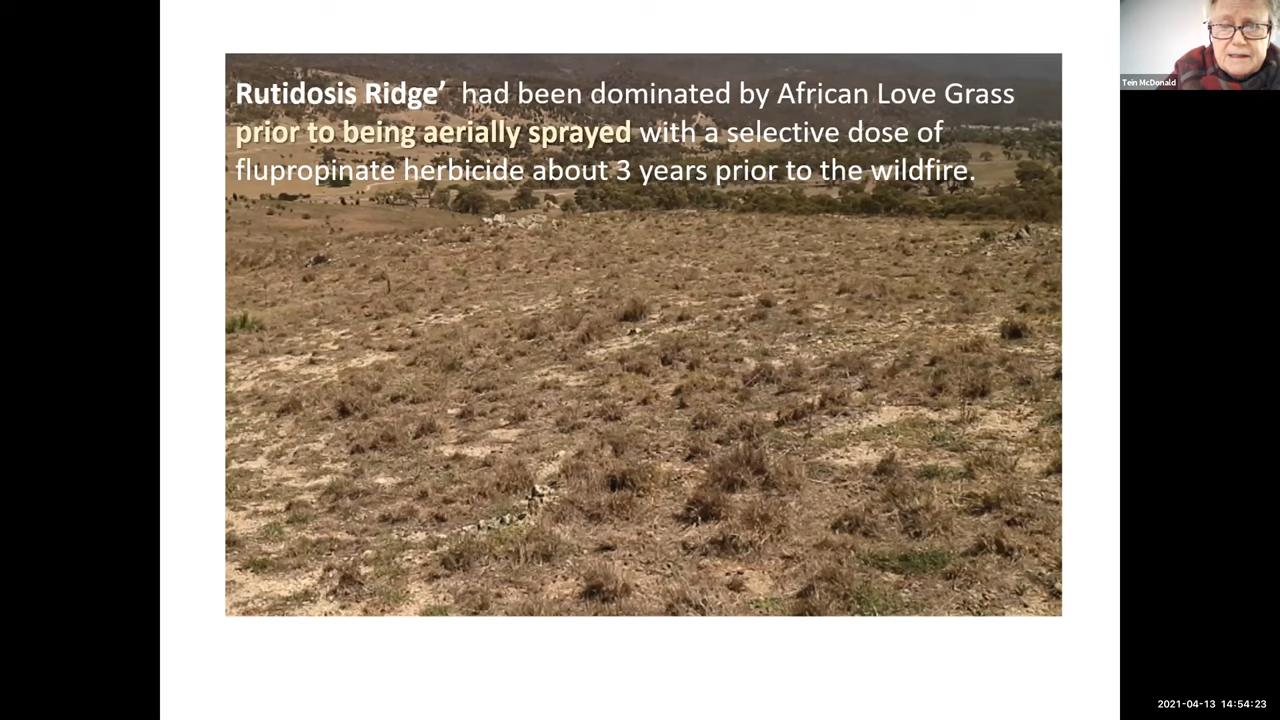 Rutidosis Ridge’ had been dominated by African Love Grass
prior to being aerially sprayed with a selective dose of
flupropinate herbicide about 3 years prior to the wildfire.
Tein McDonald
2021-04-13 14:54:23